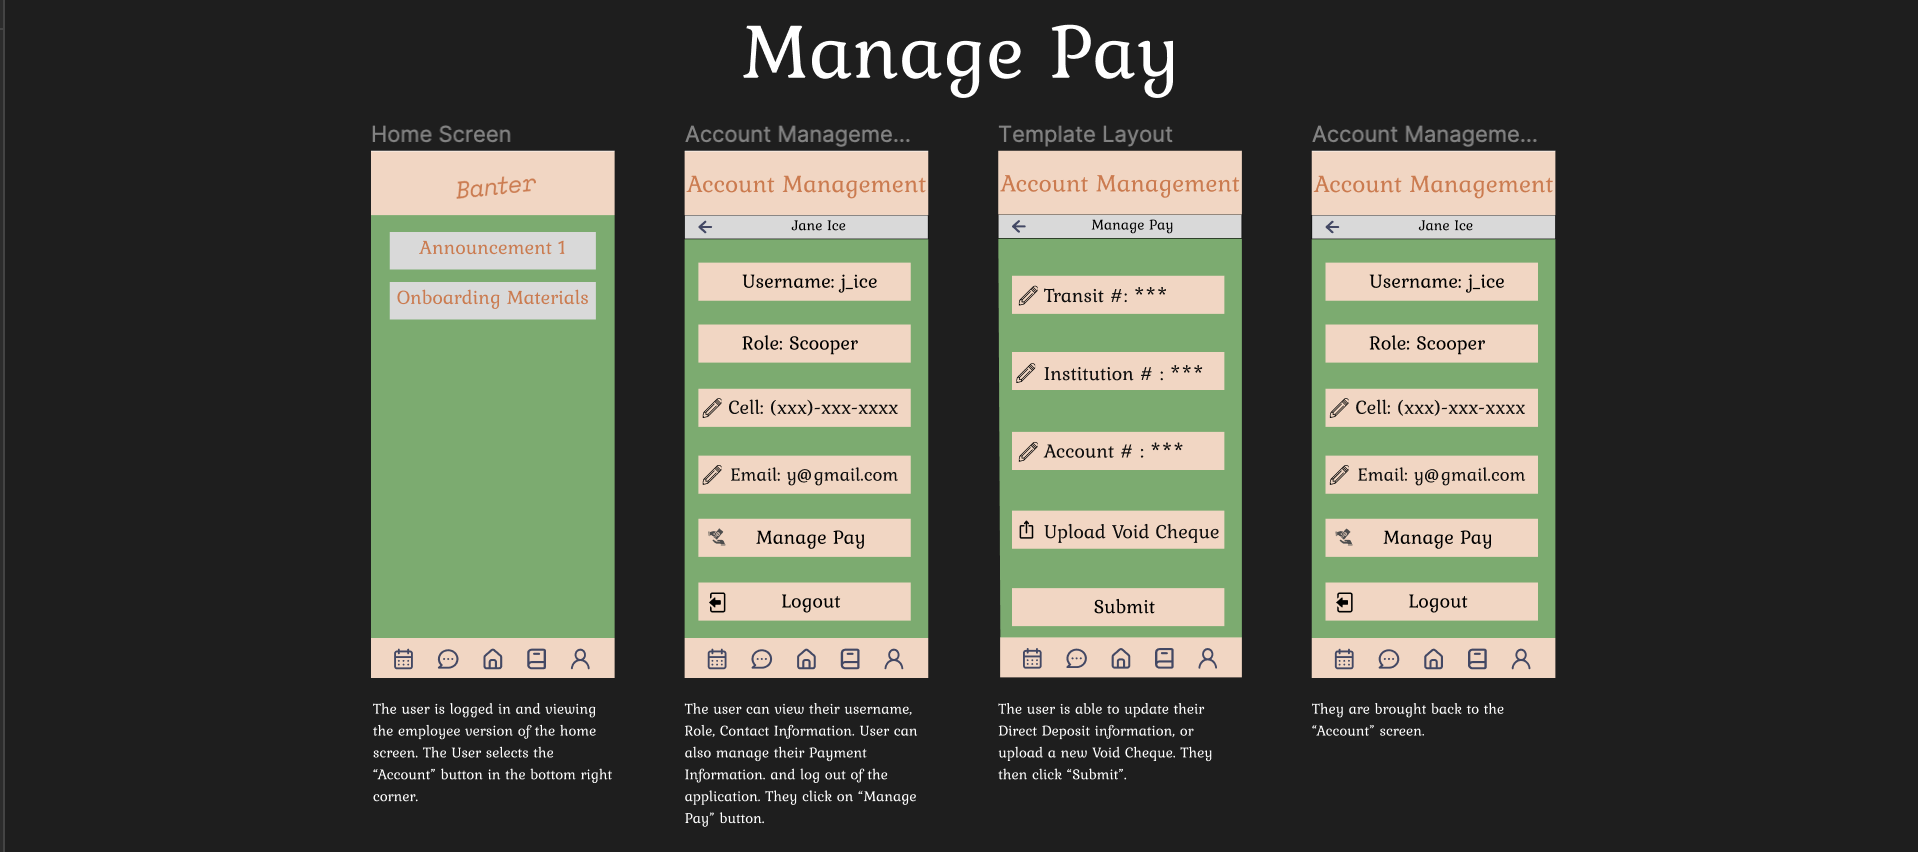 Manage Pay
Home Screen
Banter
Announcement 1
Onboarding Materials
The user is logged in and viewing
the employee version of the home
screen. The User selects the
“Account” button in the bottom right
corner.
Account Manageme...
Account Management
Jane Ice
Username: j_ice
Role: Scooper
Cell: (xxx)-xxx-xxxx
Email: y@gmail.com
Manage Pay
Logout
The user can view their username,
Role, Contact Information. User can
also manage their Payment
Information. and log out of the
application. They click on “Manage
Pay” button.
Template Layout
Account Management
Manage Pay
Transit #: ***
Institution # : ***
Account # : ***
Upload Void Cheque
Submit
The user is able to update their
Direct Deposit information, or
upload a new Void Cheque. They
then click “Submit”.
Account Manageme...
Account Management
Jane Ice
Username: j_ice
Role: Scooper
Cell: (xxx)-xxx-xxxx
Email: y@gmail.com
Manage Pay
Logout
They are brought back to the
“Account” screen.